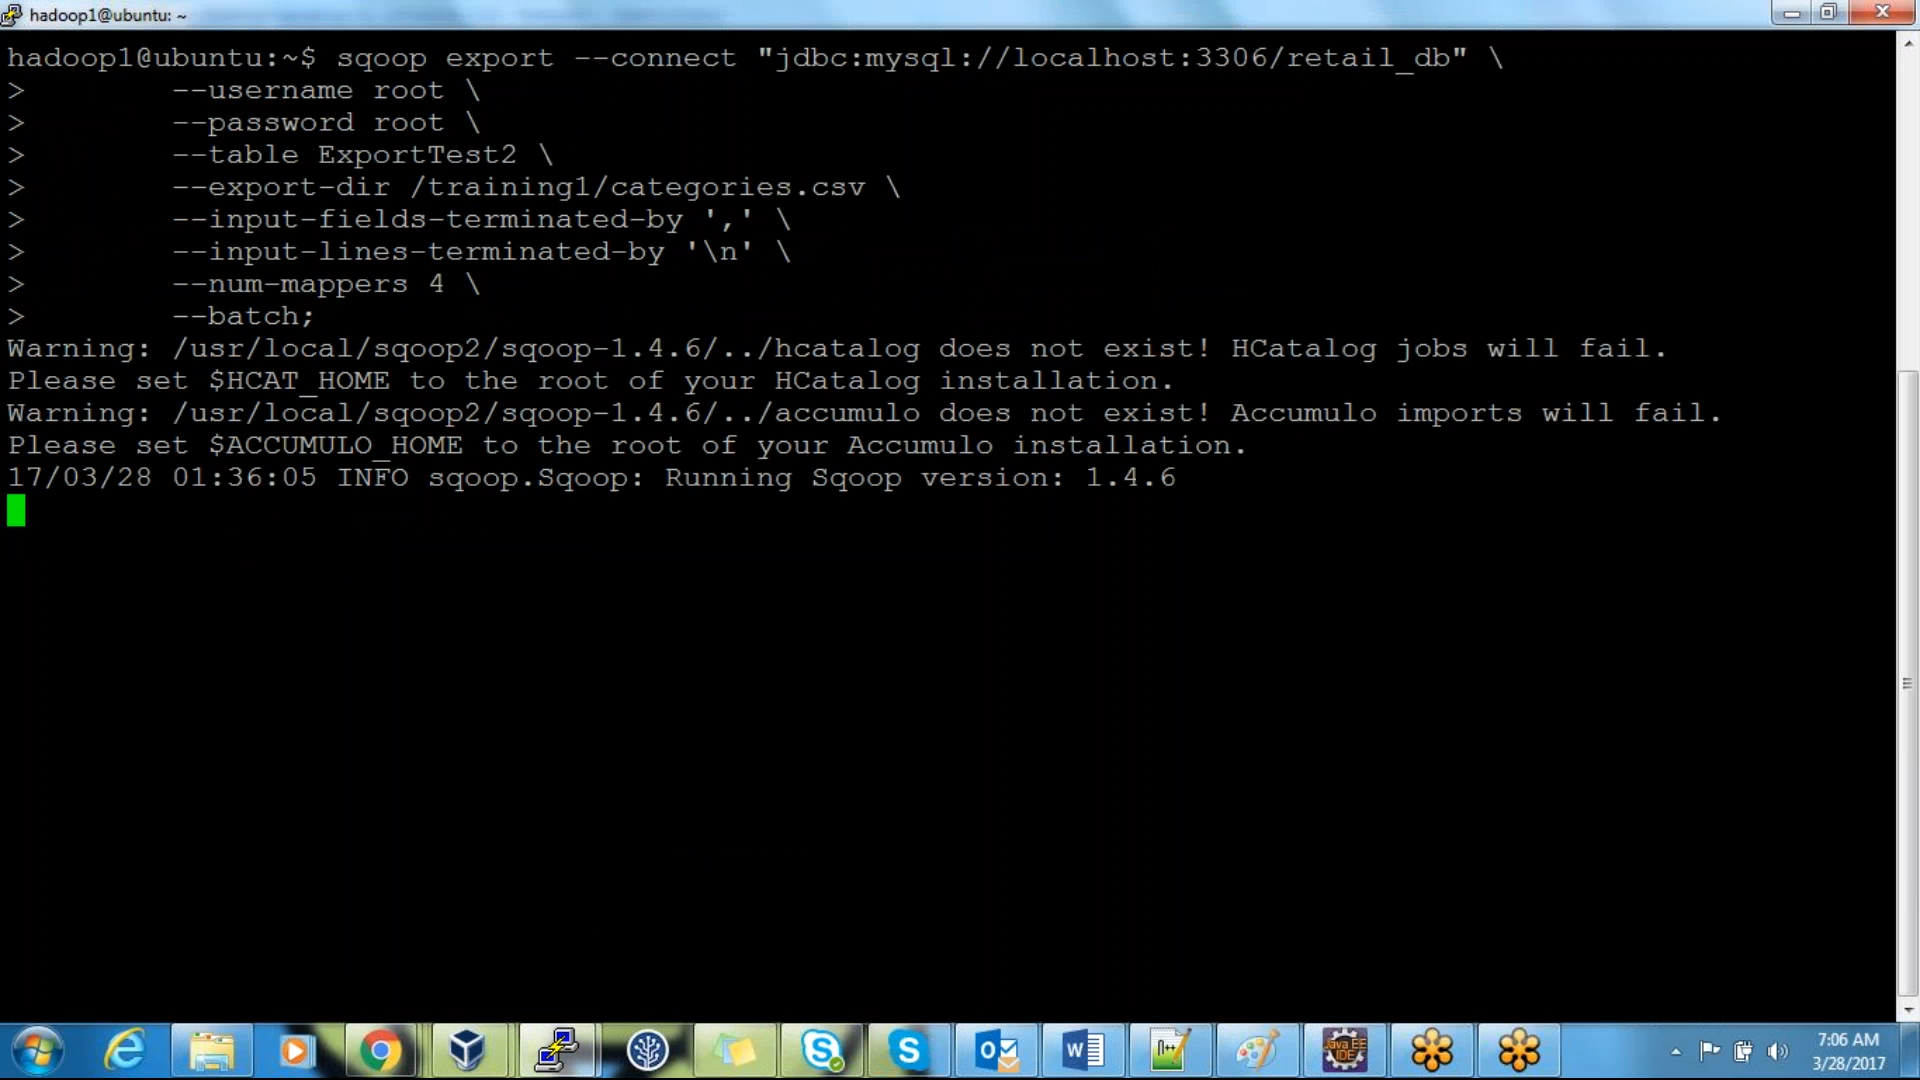 hadoop1@ubuntu: ~
hadoop1@ubuntu:~$ sqoop export --connect "jdbc:mysql://localhost:3306/retail_db" \
>        --username root \
>        --password root \
>        --table ExportTest2 \
>        --export-dir /training1/categories.csv \
>        --input-fields-terminated-by ',' \
>        --input-lines-terminated-by '\n' \
>        --num-mappers 4 \
>        --batch;
Warning: /usr/local/sqoop2/sqoop-1.4.6/../hcatalog does not exist! HCatalog jobs will fail.
Please set $HCAT_HOME to the root of your HCatalog installation.
Warning: /usr/local/sqoop2/sqoop-1.4.6/../accumulo does not exist! Accumulo imports will fail.
Please set $ACCUMULO_HOME to the root of your Accumulo installation.
17/03/28 01:36:05 INFO sqoop.Sqoop: Running Sqoop version: 1.4.6
Java EE
IDE
7:06 AM
3/28/2017